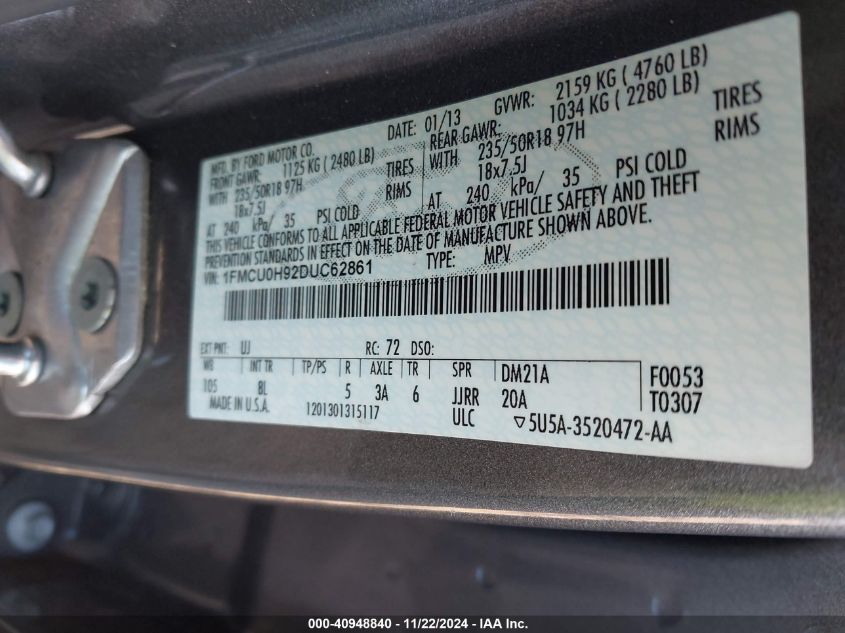 MFD. BY FORD MOTOR CO.
DATE: 01/13 GVWR: 2159 KG ( 4760 LB)
FRONT GAWR: 1125 KG ( 2480 LB)
REAR GAWR: 1034 KG ( 2280 LB)
WITH 235/50R18 97H TIRES
WITH 235/50R18 97H TIRES
18x7.5J RIMS
18x7.5J RIMS
AT 240 kPa/ 35 PSI COLD
AT 240 kPa/ 35 PSI COLD
THIS VEHICLE CONFORMS TO ALL APPLICABLE FEDERAL MOTOR VEHICLE SAFETY AND THEFT
PREVENTION STANDARDS IN EFFECT ON THE DATE OF MANUFACTURE SHOWN ABOVE.
VIN: 1FMCU0H92DUC62861 TYPE: MPV
EXT PNT: UJ RC: 72 DSO:
WB INT TR TP/PS R AXLE TR SPR DM21A F0053
105 8L 5 3A 6 JJRR 20A T0307
MADE IN U.S.A. 1201301315117 ULC ▽5U5A-3520472-AA
000-40948840 - 11/22/2024 - IAA Inc.